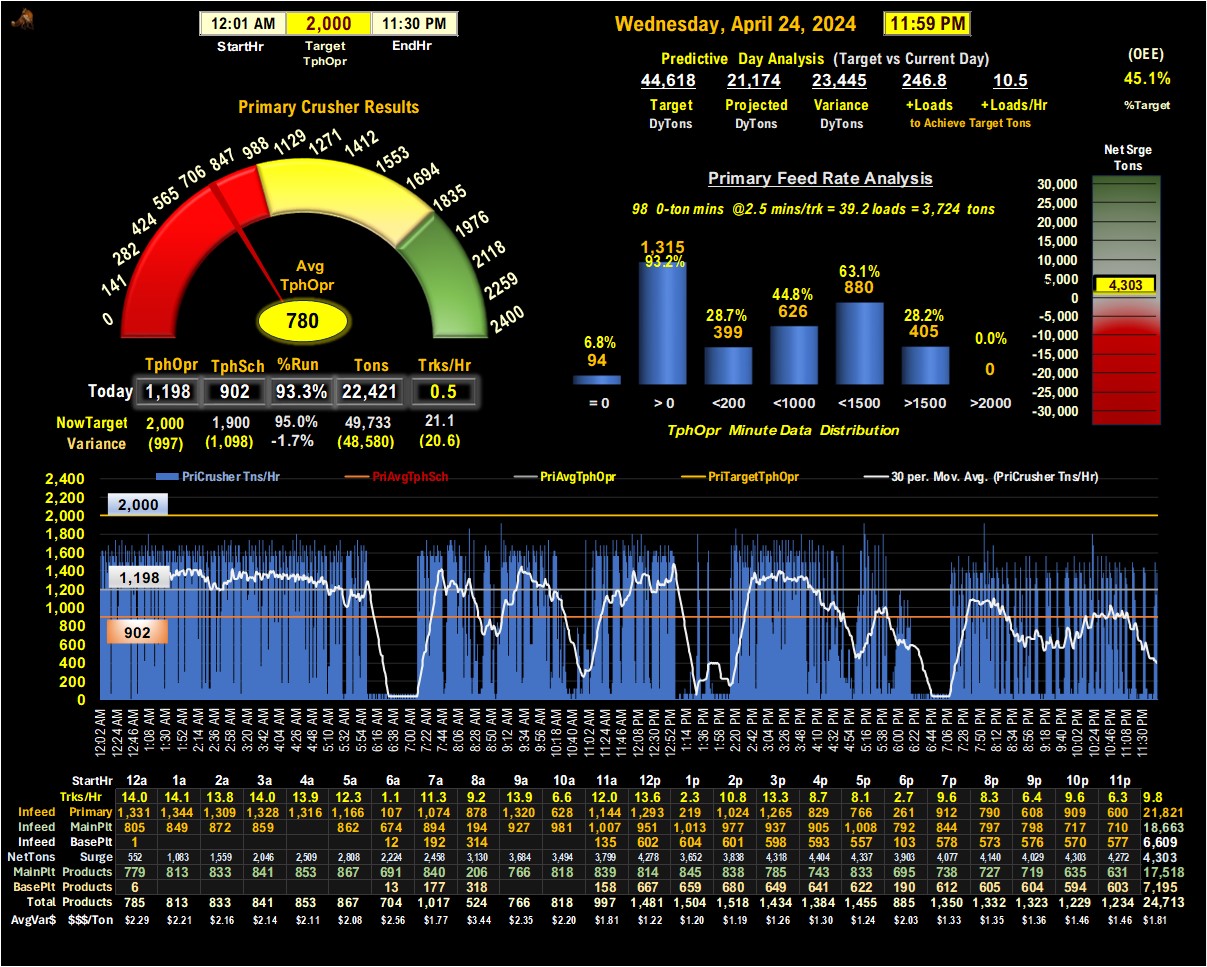 12:01 AM 2,000 11:30 PM
StartHr Target TphOpr EndHr
Wednesday, April 24, 2024 11:59 PM
Predictive Day Analysis (Target vs Current Day)
44,618 21,174 23,445 246.8 10.5
Target Projected Variance +Loads +Loads/Hr
DyTons DyTons DyTons to Achieve Target Tons
(OEE)
45.1%
%Target
Primary Crusher Results
0 141 282 424 565 706 847 988 1129 1271 1412 1553 1694 1835 1976 2118 2259 2400
Avg
TphOpr
780
TphOpr TphSch %Run Tons Trks/Hr
Today 1,198 902 93.3% 22,421 0.5
NowTarget 2,000 1,900 95.0% 49,733 21.1
Variance (997) (1,098) -1.7% (48,580) (20.6)
Primary Feed Rate Analysis
98 0-ton mins @2.5 mins/trk = 39.2 loads = 3,724 tons
6.8% 93.2% 28.7% 44.8% 63.1% 28.2% 0.0%
94 1,315 399 626 880 405 0
= 0 > 0 <200 <1000 <1500 >1500 >2000
TphOpr Minute Data Distribution
Net Srge
Tons
30,000
25,000
20,000
15,000
10,000
5,000
4,303
0
-5,000
-10,000
-15,000
-20,000
-25,000
-30,000
PriCrusher Tns/Hr PriAvgTphSch PriAvgTphOpr PriTargetTphOpr 30 per. Mov. Avg. (PriCrusher Tns/Hr)
2,400
2,200
2,000
1,800
1,600
1,400
1,200
1,000
800
600
400
200
0
2,000
1,198
902
12:02 AM 12:24 AM 12:46 AM 1:08 AM 1:30 AM 1:52 AM 2:14 AM 2:36 AM 2:58 AM 3:20 AM 3:42 AM 4:04 AM 4:26 AM 4:48 AM 5:10 AM 5:32 AM 5:54 AM 6:16 AM 6:38 AM 7:00 AM 7:22 AM 7:44 AM 8:06 AM 8:28 AM 8:50 AM 9:12 AM 9:34 AM 9:56 AM 10:18 AM 10:40 AM 11:02 AM 11:24 AM 11:46 AM 12:08 PM 12:30 PM 12:52 PM 1:14 PM 1:36 PM 1:58 PM 2:20 PM 2:42 PM 3:04 PM 3:26 PM 3:48 PM 4:10 PM 4:32 PM 4:54 PM 5:16 PM 5:38 PM 6:00 PM 6:22 PM 6:44 PM 7:06 PM 7:28 PM 7:50 PM 8:12 PM 8:34 PM 8:56 PM 9:18 PM 9:40 PM 10:02 PM 10:24 PM 10:46 PM 11:08 PM 11:30 PM
StartHr 12a 1a 2a 3a 4a 5a 6a 7a 8a 9a 10a 11a 12p 1p 2p 3p 4p 5p 6p 7p 8p 9p 10p 11p
Trks/Hr 14.0 14.1 13.8 14.0 13.9 12.3 1.1 11.3 9.2 13.9 6.6 12.0 13.6 2.3 10.8 13.3 8.7 8.1 2.7 9.6 8.3 6.4 9.6 6.3 9.8
Infeed Primary 1,331 1,344 1,309 1,328 1,316 1,166 107 1,074 878 1,320 628 1,144 1,293 219 1,024 1,265 829 766 261 912 790 608 909 600 21,821
Infeed MainPlt 805 849 872 859 862 674 894 194 927 981 1,007 951 1,013 977 937 905 1,008 792 844 797 798 717 710 18,663
Infeed BasePlt 1 12 192 314 135 602 604 601 598 593 557 103 578 573 576 570 577 6,609
NetTons Surge 552 1,083 1,559 2,046 2,509 2,808 2,224 2,458 3,130 3,684 3,494 3,799 4,278 3,652 3,838 4,318 4,404 4,337 3,903 4,077 4,140 4,029 4,303 4,272 4,303
MainPlt Products 779 813 833 841 853 867 691 840 206 766 818 839 814 845 838 785 743 833 695 738 727 719 635 631 17,518
BasePlt Products 6 13 177 318 158 667 659 680 649 641 622 190 612 605 604 594 603 7,195
Total Products 785 813 833 841 853 867 704 1,017 524 766 818 997 1,481 1,504 1,518 1,434 1,384 1,455 885 1,350 1,332 1,323 1,229 1,234 24,713
AvgVar$ $$$/Ton $2.29 $2.21 $2.16 $2.14 $2.11 $2.08 $2.56 $1.77 $3.44 $2.35 $2.20 $1.81 $1.22 $1.20 $1.19 $1.26 $1.30 $1.24 $2.03 $1.33 $1.35 $1.36 $1.46 $1.46 $1.81